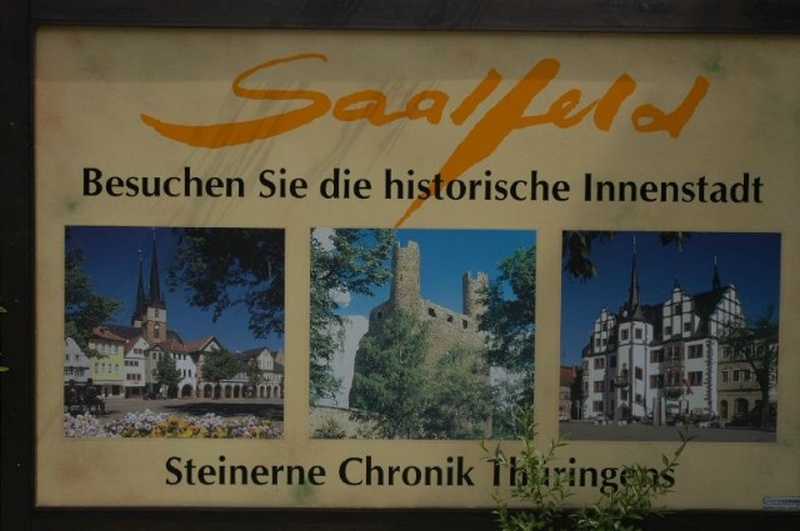 Saalfeld
Besuchen Sie die historische Innenstadt
Steinerne Chronik Thüringens